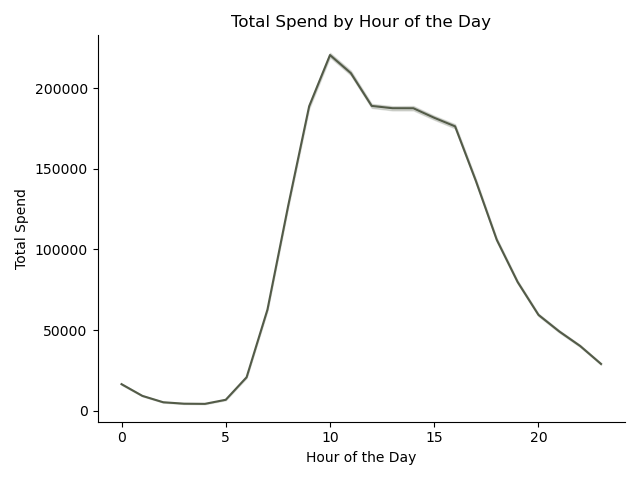 Total Spend by Hour of the Day
200000
150000
100000
50000
0
Total Spend
0 5 10 15 20
Hour of the Day